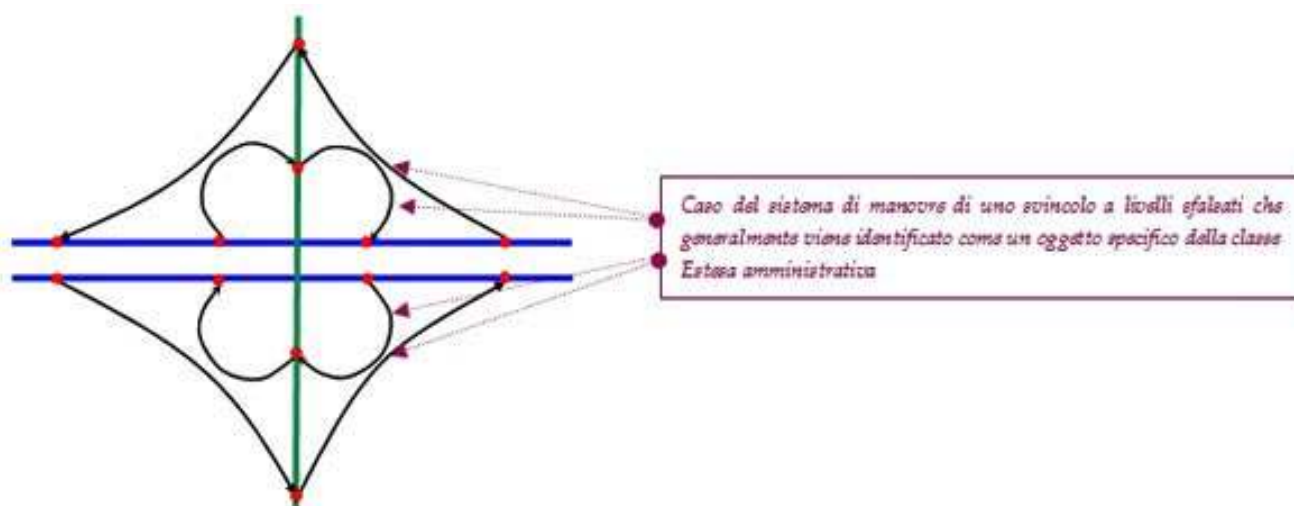 Caso del sistema di manovre di uno svincolo a livelli sfalsati che
generalmente viene identificato come un oggetto specifico della classe
Estesa amministrativa